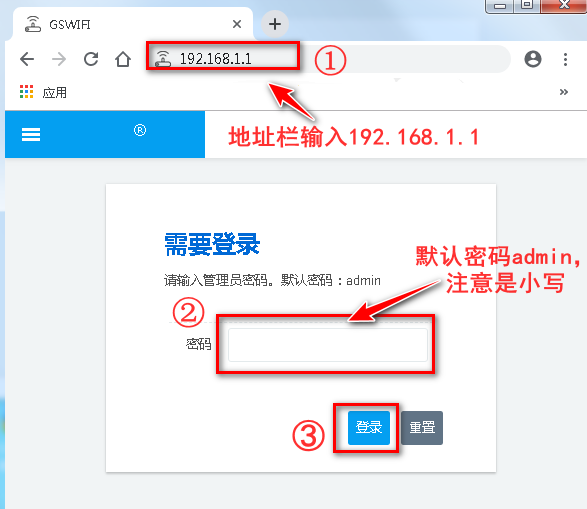 GSWIFI
192.168.1.1
①
应用
»
®
地址栏输入192.168.1.1
需要登录
请输入管理员密码。默认密码：admin
默认密码admin，
注意是小写
②
密码
③
登录
重置